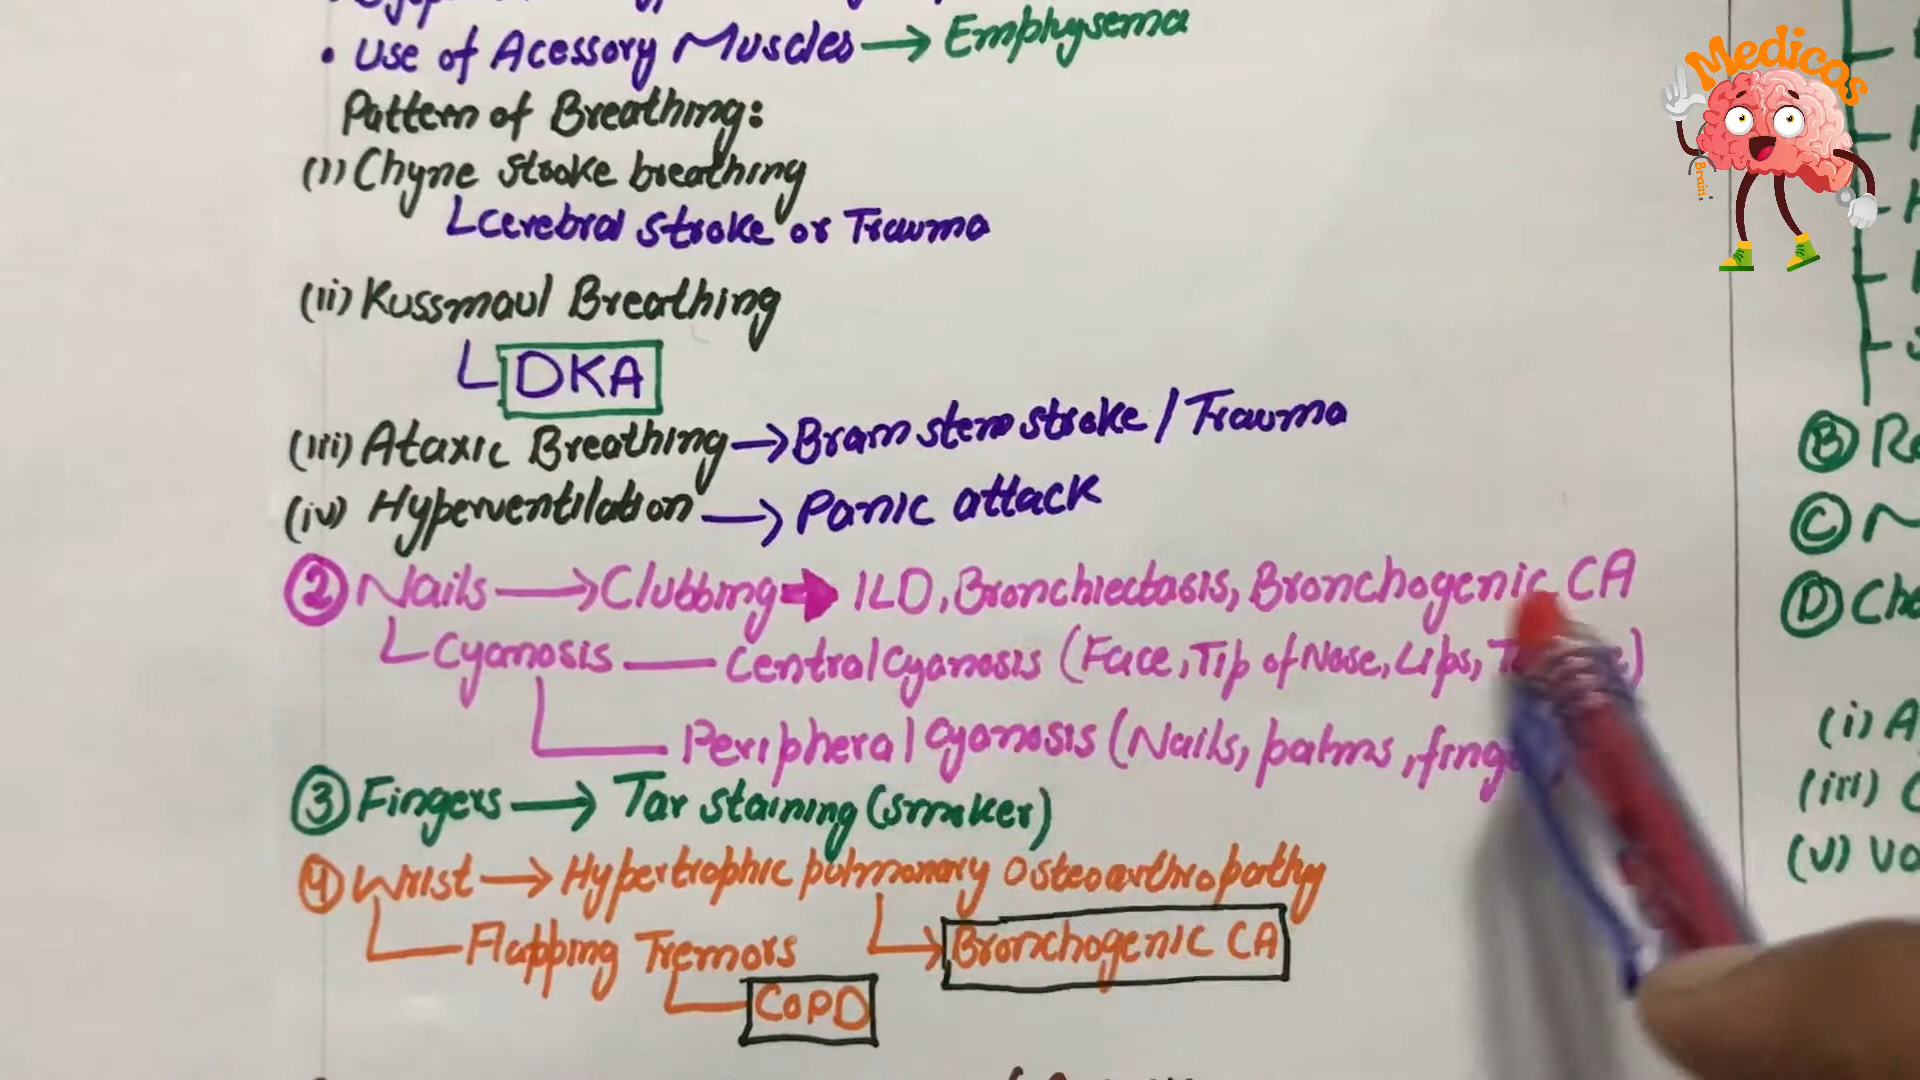 • Use of Acessory Muscles → Emphysema
Pattern of Breathing:
(i) Chyne stroke breathing
Cerebral stroke or Trauma
(ii) Kussmaul Breathing
DKA
(iii) Ataxic Breathing → Brain stem stroke / Trauma
(iv) Hyperventilation → Panic attack
② Nails → Clubbing → ILD, Bronchiectasis, Bronchogenic CA
Cyanosis — Central Cyanosis (Face, Tip of Nose, Lips,
Peripheral Cyanosis (Nails, palms,
③ Fingers → Tar staining (smoker)
④ Wrist → Hypertrophic pulmonary Osteoarthropathy
Bronchogenic CA
Flapping Tremors
COPD
Medicos
Brain
Ⓑ
Ⓒ
Ⓓ
(i) A
(iii)
(v)